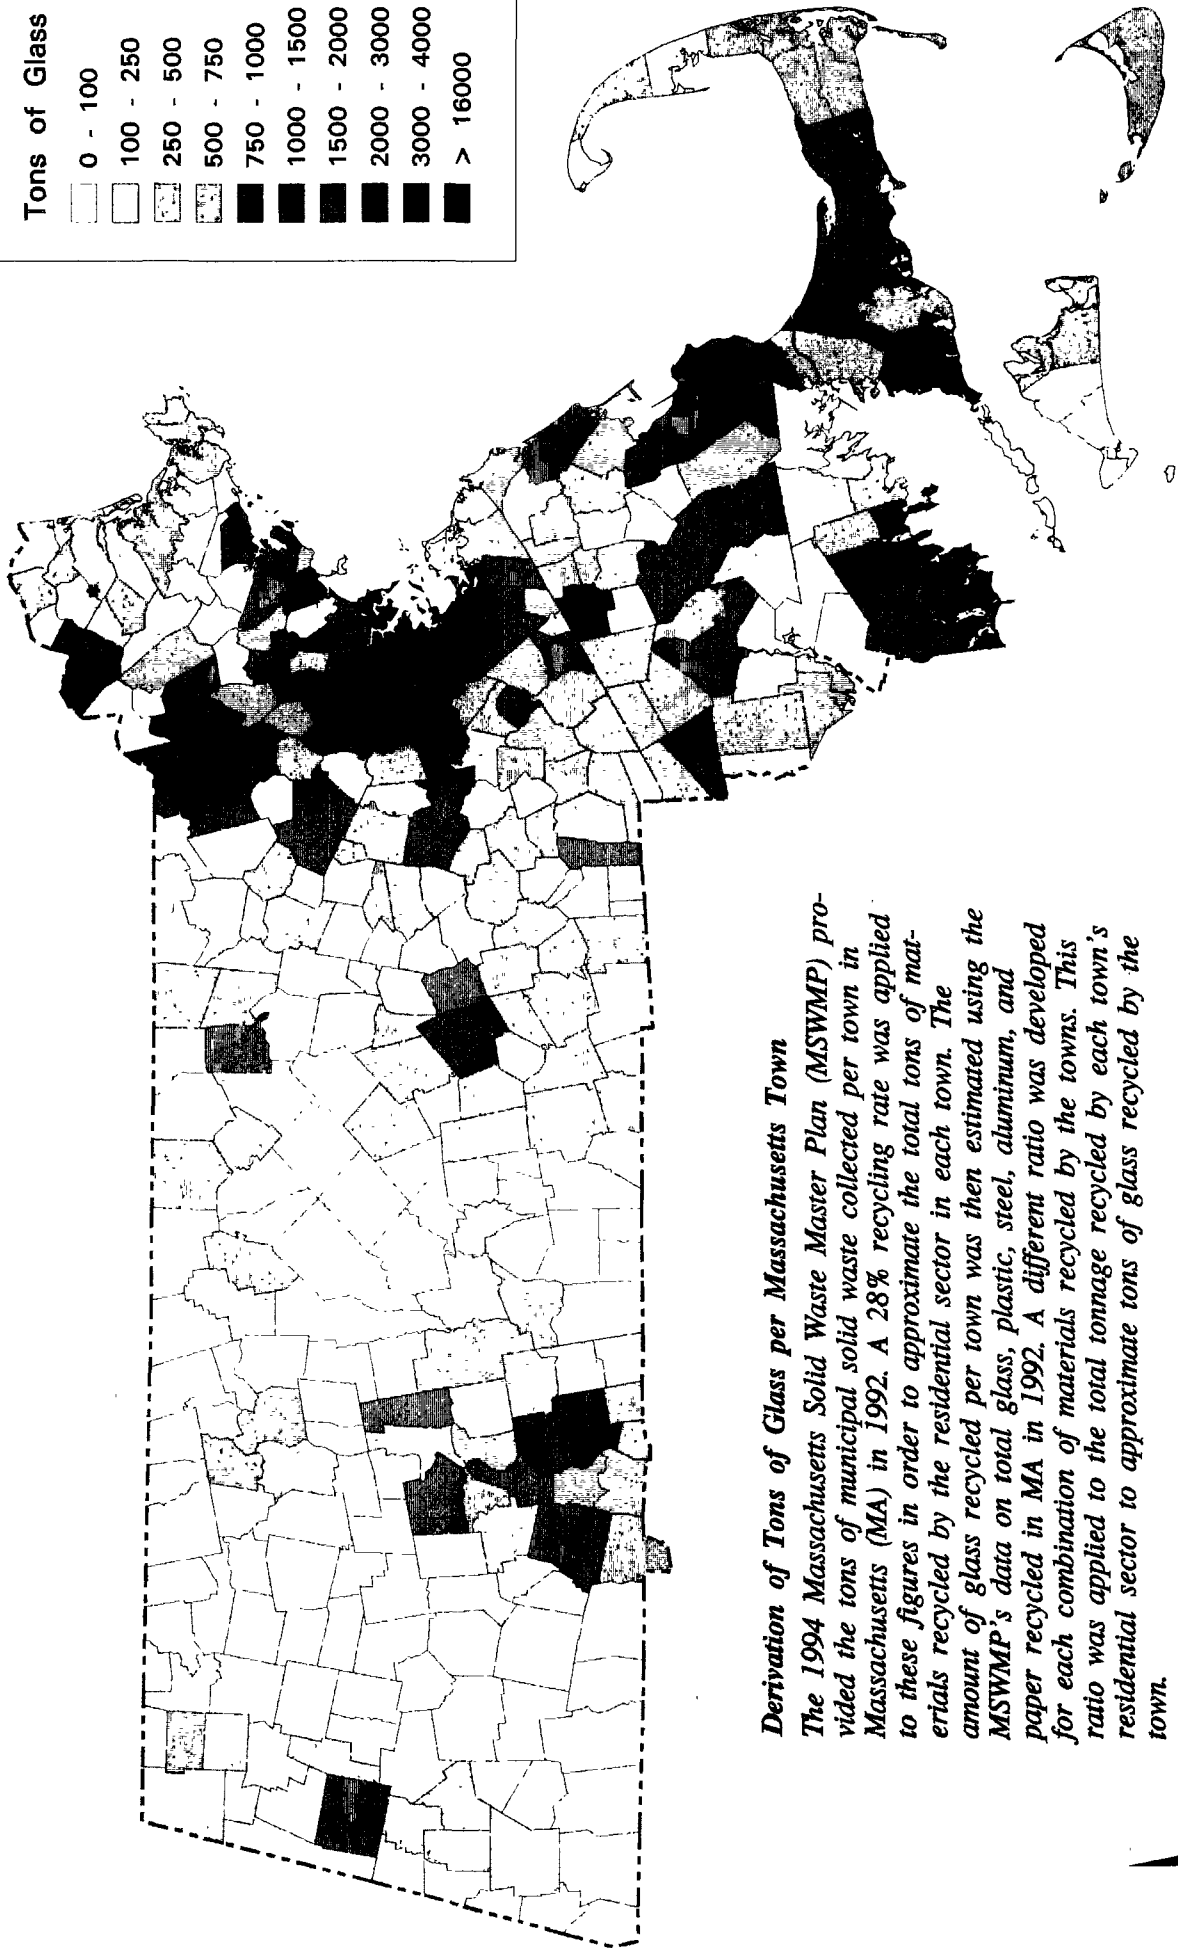 Tons of Glass
0 - 100
100 - 250
250 - 500
500 - 750
750 - 1000
1000 - 1500
1500 - 2000
2000 - 3000
3000 - 4000
> 16000
Derivation of Tons of Glass per Massachusetts Town
The 1994 Massachusetts Solid Waste Master Plan (MSWMP) pro-
vided the tons of municipal solid waste collected per town in
Massachusetts (MA) in 1992. A 28% recycling rate was applied
to these figures in order to approximate the total tons of mat-
erials recycled by the residential sector in each town. The
amount of glass recycled per town was then estimated using the
MSWMP's data on total glass, plastic, steel, aluminum, and
paper recycled in MA in 1992. A different ratio was developed
for each combination of materials recycled by the towns. This
ratio was applied to the total tonnage recycled by each town's
residential sector to approximate tons of glass recycled by the
town.